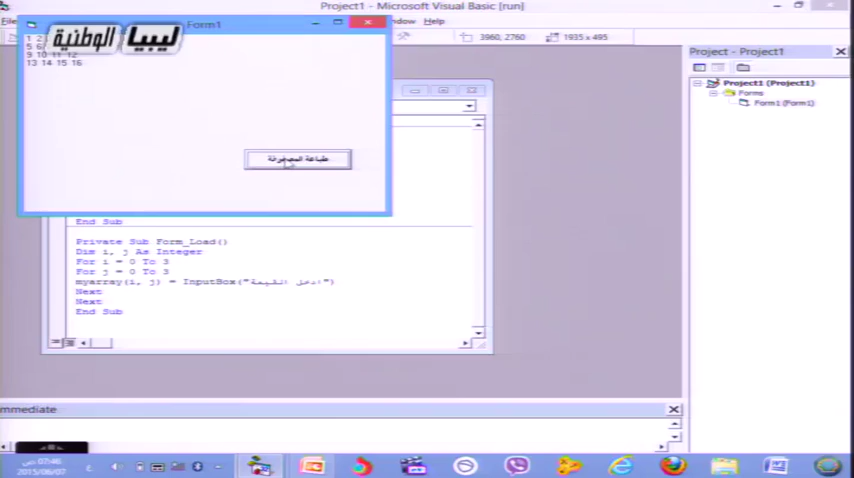 Project1 - Microsoft Visual Basic [run]
File
Window Help
Form1
ليبيا الوطنية
3960, 2760
1935 x 495
1 2
5 6
9 10 11 12
13 14 15 16
طباعة المصفوفة
Project - Project1
Project1 (Project1)
Forms
Form1 (Form1)
End Sub
Private Sub Form_Load()
Dim i, j As Integer
For i = 0 To 3
For j = 0 To 3
myarray(i, j) = InputBox("ادخل القيمة")
Next
Next
End Sub
Immediate
07:46 ص
2015/06/07
ع